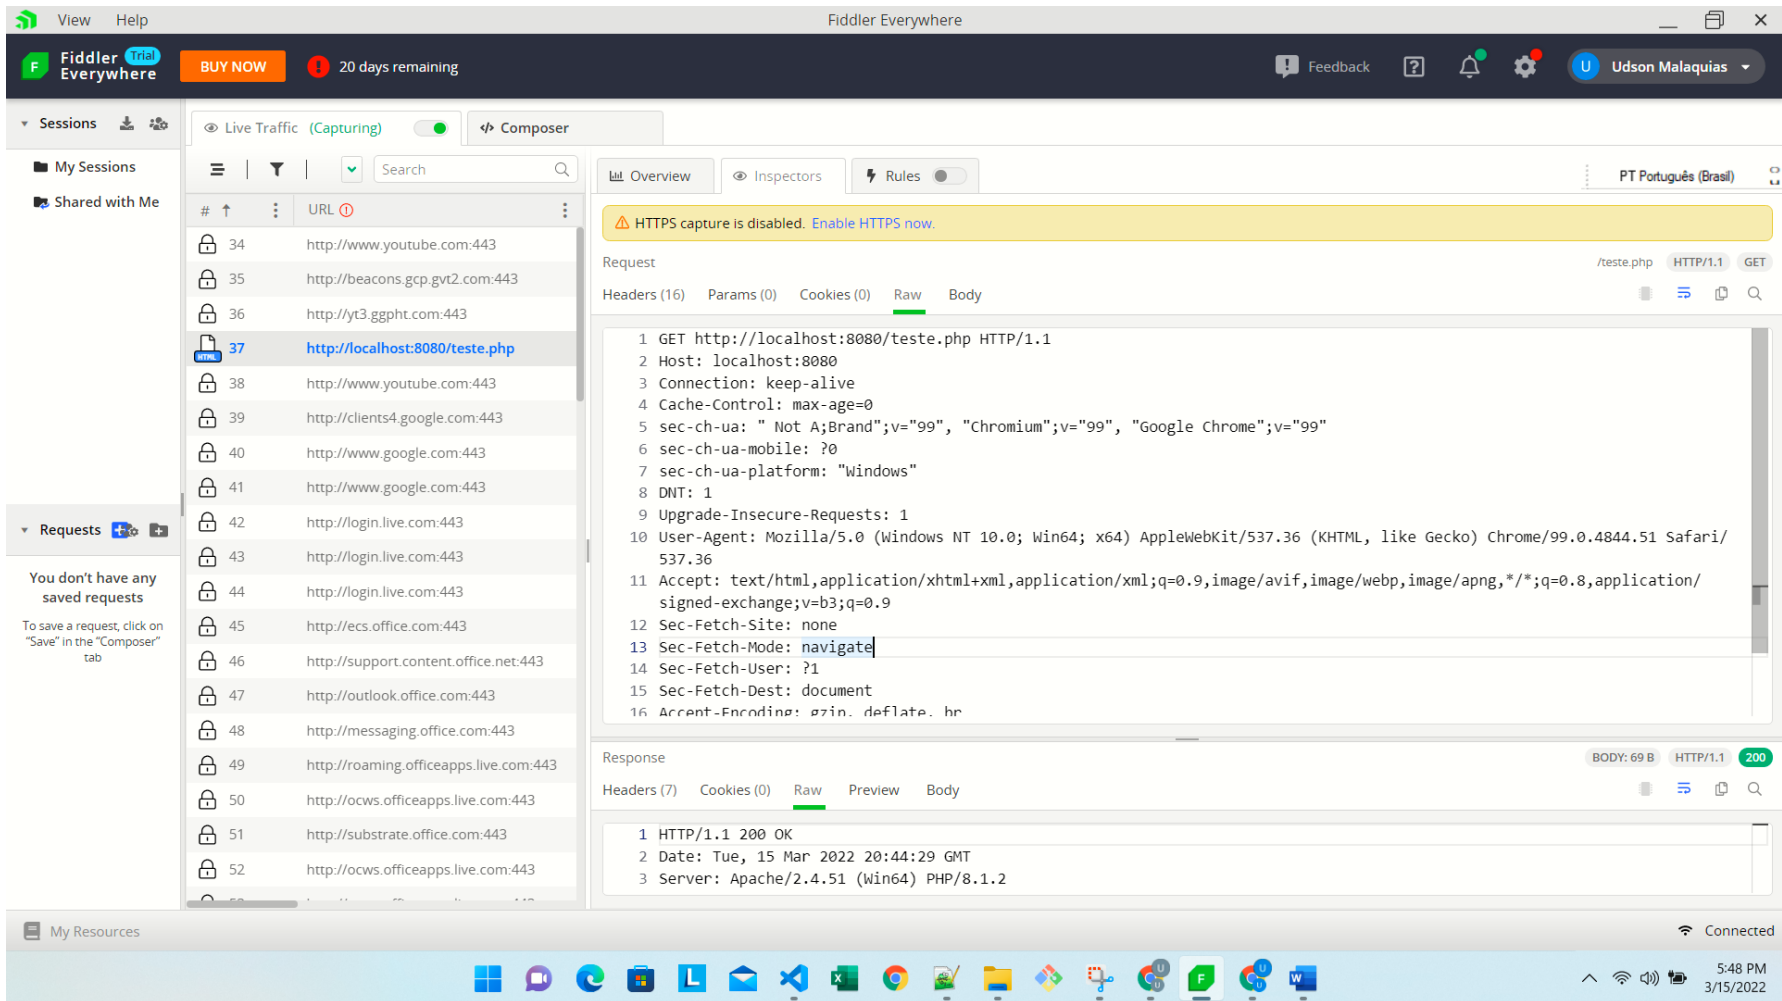 View Help
Fiddler Everywhere
Fiddler Trial
Everywhere
BUY NOW
20 days remaining
Feedback
U Udson Malaquias
Sessions
My Sessions
Shared with Me
Requests
You don't have any
saved requests
To save a request, click on
"Save" in the "Composer"
tab
Live Traffic (Capturing)
Composer
Search
# URL
34 http://www.youtube.com:443
35 http://beacons.gcp.gvt2.com:443
36 http://yt3.ggpht.com:443
37 http://localhost:8080/teste.php
38 http://www.youtube.com:443
39 http://clients4.google.com:443
40 http://www.google.com:443
41 http://www.google.com:443
42 http://login.live.com:443
43 http://login.live.com:443
44 http://login.live.com:443
45 http://ecs.office.com:443
46 http://support.content.office.net:443
47 http://outlook.office.com:443
48 http://messaging.office.com:443
49 http://roaming.officeapps.live.com:443
50 http://ocws.officeapps.live.com:443
51 http://substrate.office.com:443
52 http://ocws.officeapps.live.com:443
Overview Inspectors Rules
PT Português (Brasil)
HTTPS capture is disabled. Enable HTTPS now.
Request /teste.php HTTP/1.1 GET
Headers (16) Params (0) Cookies (0) Raw Body
1 GET http://localhost:8080/teste.php HTTP/1.1
2 Host: localhost:8080
3 Connection: keep-alive
4 Cache-Control: max-age=0
5 sec-ch-ua: " Not A;Brand";v="99", "Chromium";v="99", "Google Chrome";v="99"
6 sec-ch-ua-mobile: ?0
7 sec-ch-ua-platform: "Windows"
8 DNT: 1
9 Upgrade-Insecure-Requests: 1
10 User-Agent: Mozilla/5.0 (Windows NT 10.0; Win64; x64) AppleWebKit/537.36 (KHTML, like Gecko) Chrome/99.0.4844.51 Safari/
537.36
11 Accept: text/html,application/xhtml+xml,application/xml;q=0.9,image/avif,image/webp,image/apng,*/*;q=0.8,application/
signed-exchange;v=b3;q=0.9
12 Sec-Fetch-Site: none
13 Sec-Fetch-Mode: navigate
14 Sec-Fetch-User: ?1
15 Sec-Fetch-Dest: document
16 Accept-Encoding: gzip, deflate, br
Response BODY: 69 B HTTP/1.1 200
Headers (7) Cookies (0) Raw Preview Body
1 HTTP/1.1 200 OK
2 Date: Tue, 15 Mar 2022 20:44:29 GMT
3 Server: Apache/2.4.51 (Win64) PHP/8.1.2
My Resources
Connected
5:48 PM
3/15/2022